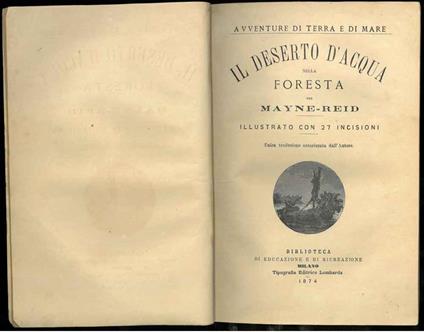 AVVENTURE DI TERRA E DI MARE
IL DESERTO D'ACQUA
NELLA
FORESTA
PER
MAYNE-REID
ILLUSTRATO CON 27 INCISIONI
Unica traduzione autorizzata dall'Autore
BIBLIOTECA
DI EDUCAZIONE E DI RICREAZIONE
MILANO
Tipografia Editrice Lombarda
1874